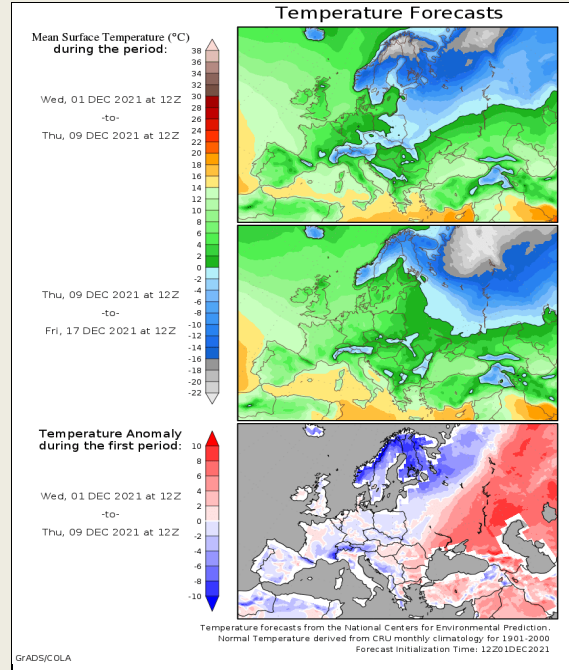 Temperature Forecasts
Mean Surface Temperature (°C)
during the period:
Wed, 01 DEC 2021 at 12Z
-to-
Thu, 09 DEC 2021 at 12Z
38
36
34
32
30
28
26
24
22
20
18
16
14
12
10
8
6
4
2
0
-2
-4
-6
-8
-10
-12
-14
-16
-18
-20
-22
Thu, 09 DEC 2021 at 12Z
-to-
Fri, 17 DEC 2021 at 12Z
Temperature Anomaly
during the first period:
Wed, 01 DEC 2021 at 12Z
-to-
Thu, 09 DEC 2021 at 12Z
10
8
6
4
2
0
-2
-4
-6
-8
-10
Temperature forecasts from the National Centers for Environmental Prediction.
Normal Temperature derived from CRU monthly climatology for 1901-2000
Forecast Initialization Time: 12Z01DEC2021
GrADS/COLA